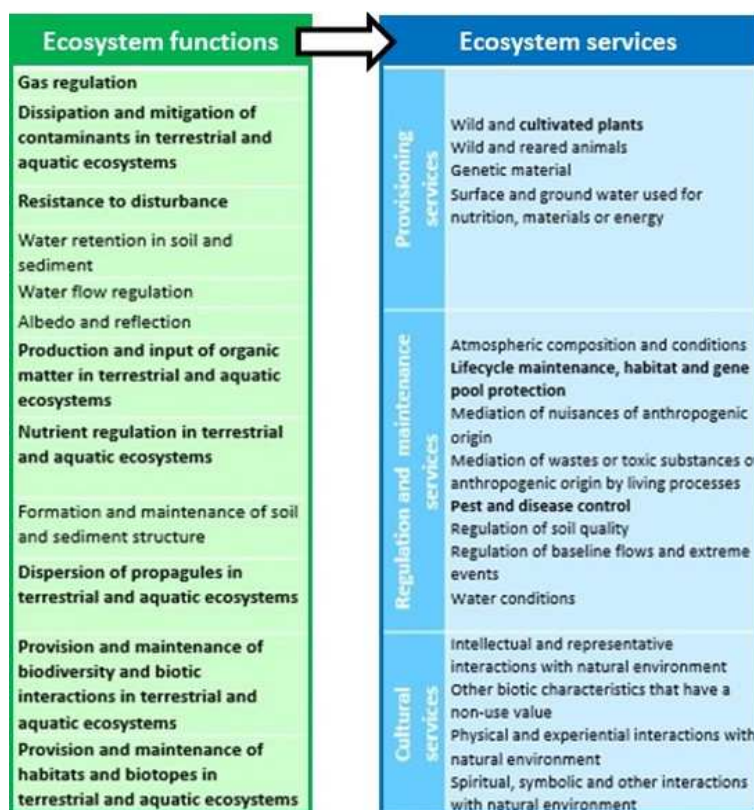 Ecosystem functions
Gas regulation
Dissipation and mitigation of
contaminants in terrestrial and
aquatic ecosystems
Resistance to disturbance
Water retention in soil and
sediment
Water flow regulation
Albedo and reflection
Production and input of organic
matter in terrestrial and aquatic
ecosystems
Nutrient regulation in terrestrial
and aquatic ecosystems
Formation and maintenance of soil
and sediment structure
Dispersion of propagules in
terrestrial and aquatic ecosystems
Provision and maintenance of
biodiversity and biotic
interactions in terrestrial and
aquatic ecosystems
Provision and maintenance of
habitats and biotopes in
terrestrial and aquatic ecosystems
Ecosystem services
Provisioning
services
Wild and cultivated plants
Wild and reared animals
Genetic material
Surface and ground water used for
nutrition, materials or energy
Regulation and maintenance
services
Atmospheric composition and conditions
Lifecycle maintenance, habitat and gene
pool protection
Mediation of nuisances of anthropogenic
origin
Mediation of wastes or toxic substances o
anthropogenic origin by living processes
Pest and disease control
Regulation of soil quality
Regulation of baseline flows and extreme
events
Water conditions
Cultural
services
Intellectual and representative
interactions with natural environment
Other biotic characteristics that have a
non-use value
Physical and experiential interactions with
natural environment
Spiritual, symbolic and other interactions
with natural environment